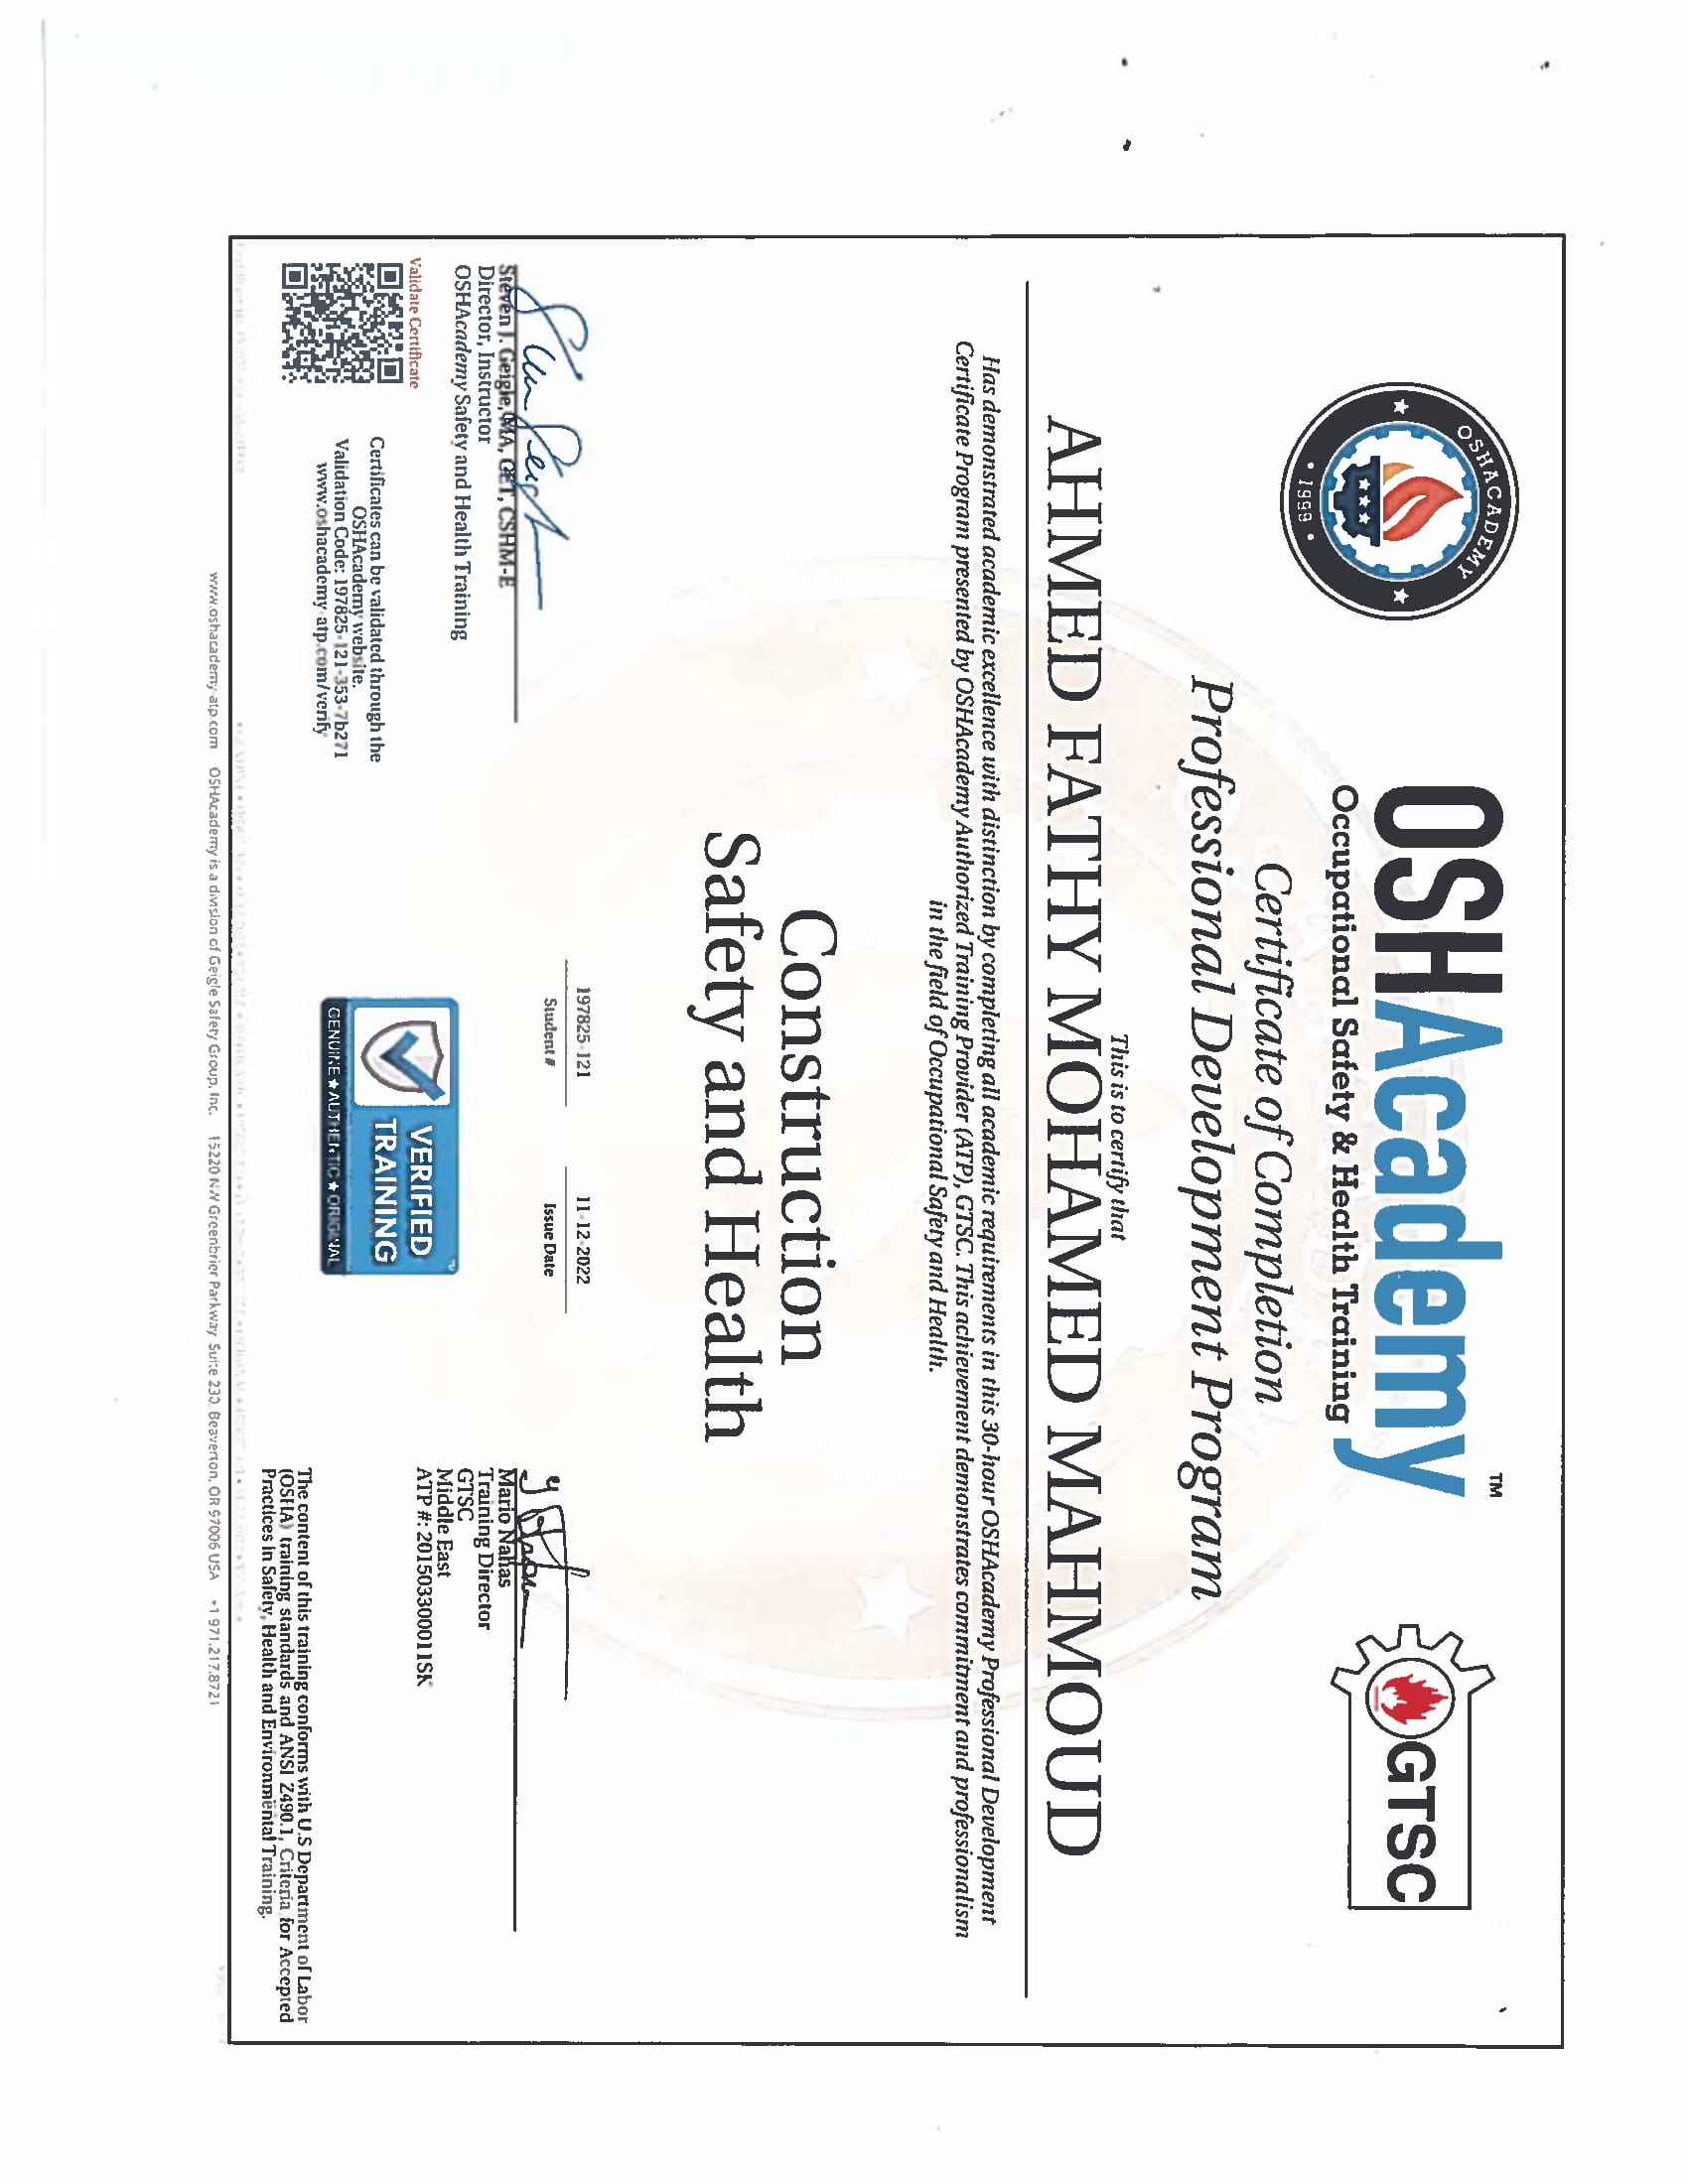 OSHACADEMY
• 1999 •
OSHAcademy™
Occupational Safety & Health Training
GTSC
Certificate of Completion
Professional Development Program
This is to certify that
AHMED FATHY MOHAMED MAHMOUD
Has demonstrated academic excellence with distinction by completing all academic requirements in this 30-hour OSHAcademy Professional Development
Certificate Program presented by OSHAcademy Authorized Training Provider (ATP), GTSC. This achievement demonstrates commitment and professionalism
in the field of Occupational Safety and Health.
Construction
Safety and Health
197825-121
Student #
11-12-2022
Issue Date
Steven J. Geigle, MA, CET, CSHM-E
Director, Instructor
OSHAcademy Safety and Health Training
Mario Nahas
Training Director
GTSC
Middle East
ATP #: 20150330011SK
Validate Certificate
Certificates can be validated through the
OSHAcademy website.
Validation Code: 197825-121-353-7b271
www.oshacademy-atp.com/verify
VERIFIED
TRAINING
GENUINE ★ AUTHENTIC ★ ORIGINAL
The content of this training conforms with U.S Department of Labor
(OSHA) training standards and ANSI Z490.1, Criteria for Accepted
Practices in Safety, Health and Environmental Training.
www.oshacademy-atp.com OSHAcademy is a division of Geigle Safety Group, Inc. 15220 NW Greenbrier Parkway Suite 230, Beaverton, OR 97006 USA +1 971.217.8721